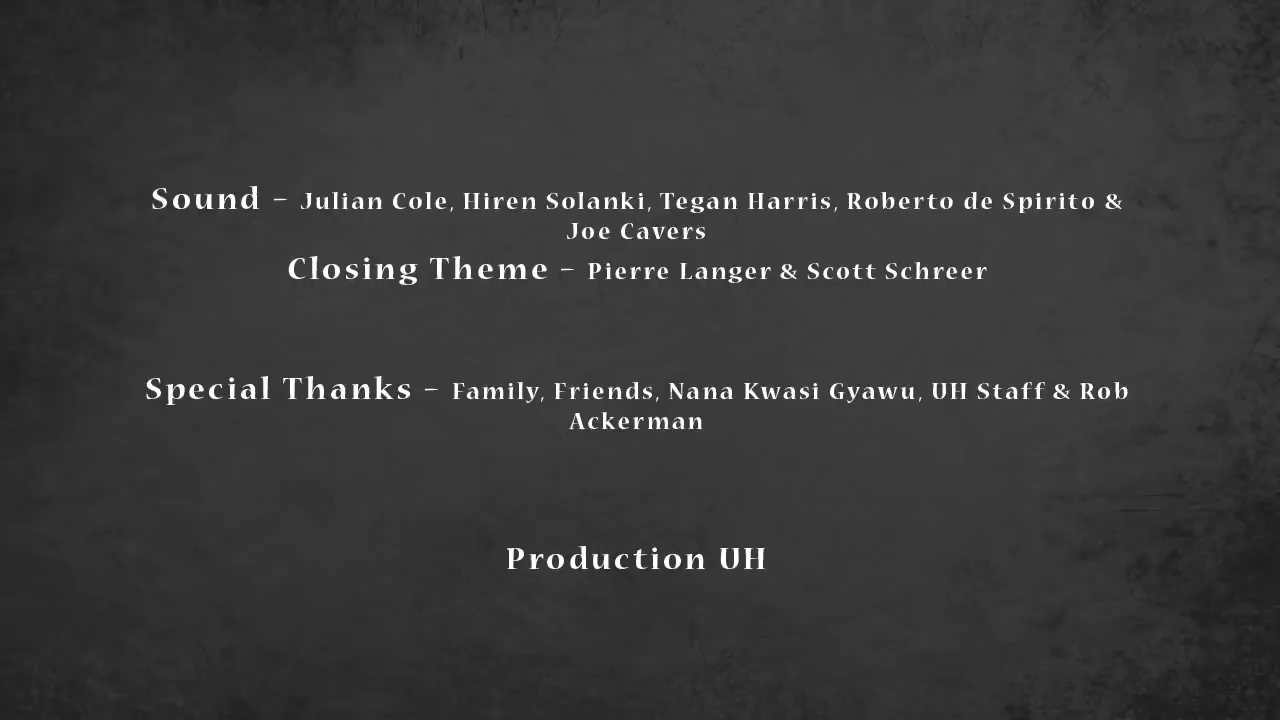 Sound – Julian Cole, Hiren Solanki, Tegan Harris, Roberto de Spirito &
Joe Cavers
Closing Theme – Pierre Langer & Scott Schreer
Special Thanks – Family, Friends, Nana Kwasi Gyawu, UH Staff & Rob
Ackerman
Production UH